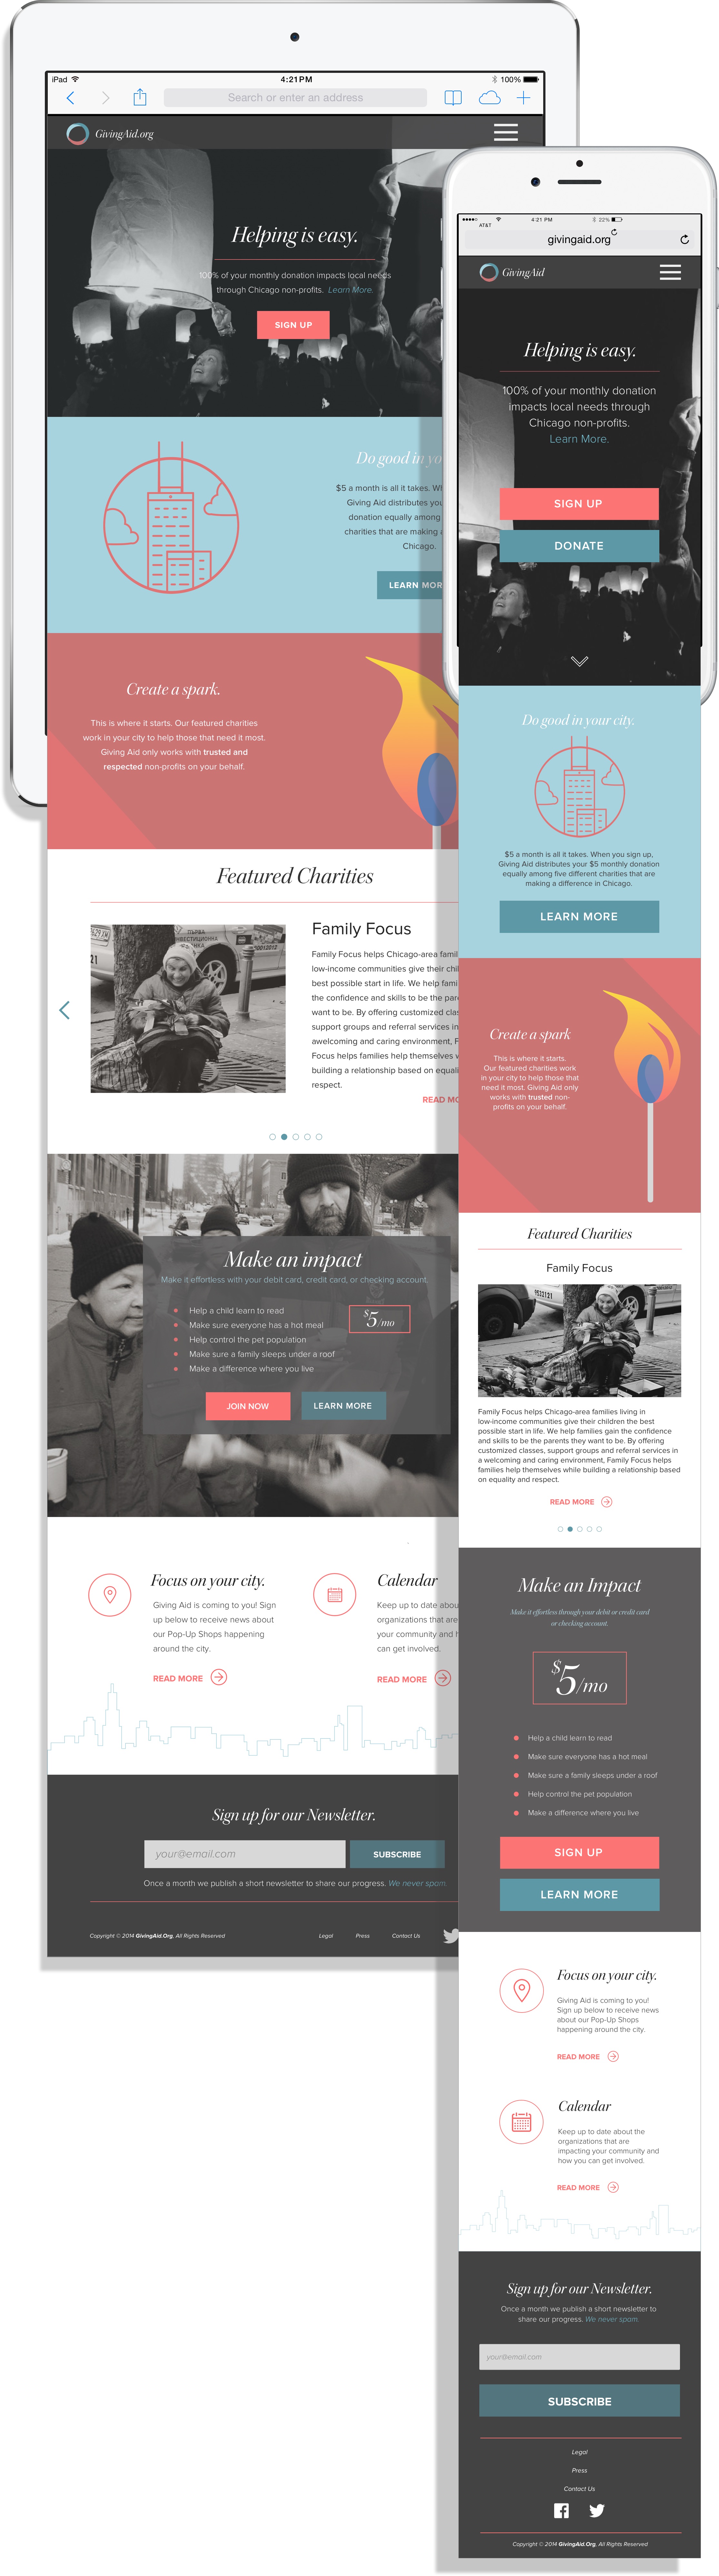 iPad
4:21PM
100%
Search or enter an address
GivingAid.org
Helping is easy.
100% of your monthly donation impacts local needs
through Chicago non-profits. Learn More.
SIGN UP
Do good in yo
$5 a month is all it takes. W
Giving Aid distributes you
donation equally among
charities that are making a
Chicago.
LEARN MOR
Create a spark.
This is where it starts. Our featured charities
work in your city to help those that need it most.
Giving Aid only works with trusted and
respected non-profits on your behalf.
Featured Charities
Family Focus
Family Focus helps Chicago-area famil
low-income communities give their chil
best possible start in life. We help fami
the confidence and skills to be the par
want to be. By offering customized clas
support groups and referral services in
awelcoming and caring environment, F
Focus helps families help themselves w
building a relationship based on equali
respect.
READ MO
Make an impact
Make it effortless with your debit card, credit card, or checking account.
Help a child learn to read
Make sure everyone has a hot meal
Help control the pet population
Make sure a family sleeps under a roof
Make a difference where you live
$5/mo
JOIN NOW
LEARN MORE
Focus on your city.
Giving Aid is coming to you! Sign
up below to receive news about
our Pop-Up Shops happening
around the city.
READ MORE
Calendar
Keep up to date abou
organizations that are
your community and h
can get involved.
READ MORE
Sign up for our Newsletter.
your@email.com
SUBSCRIBE
Once a month we publish a short newsletter to share our progress. We never spam.
Copyright © 2014 GivingAid.Org, All Rights Reserved
Legal
Press
Contact Us
AT&T
4:21 PM
22%
givingaid.org
GivingAid
Helping is easy.
100% of your monthly donation
impacts local needs through
Chicago non-profits.
Learn More.
SIGN UP
DONATE
Do good in your city.
$5 a month is all it takes. When you sign up,
Giving Aid distributes your $5 monthly donation
equally among five different charities that are
making a difference in Chicago.
LEARN MORE
Create a spark
This is where it starts.
Our featured charities work
in your city to help those that
need it most. Giving Aid only
works with trusted non-
profits on your behalf.
Featured Charities
Family Focus
Family Focus helps Chicago-area families living in
low-income communities give their children the best
possible start in life. We help families gain the confidence
and skills to be the parents they want to be. By offering
customized classes, support groups and referral services in
a welcoming and caring environment, Family Focus helps
families help themselves while building a relationship based
on equality and respect.
READ MORE
Make an Impact
Make it effortless through your debit or credit card
or checking account.
$5/mo
Help a child learn to read
Make sure everyone has a hot meal
Make sure a family sleeps under a roof
Help control the pet population
Make a difference where you live
SIGN UP
LEARN MORE
Focus on your city.
Giving Aid is coming to you!
Sign up below to receive news
about our Pop-Up Shops
happening around the city.
READ MORE
Calendar
Keep up to date about the
organizations that are
impacting your community and
how you can get involved.
READ MORE
Sign up for our Newsletter.
Once a month we publish a short newsletter to
share our progress. We never spam.
your@email.com
SUBSCRIBE
Legal
Press
Contact Us
Copyright © 2014 GivingAid.Org, All Rights Reserved